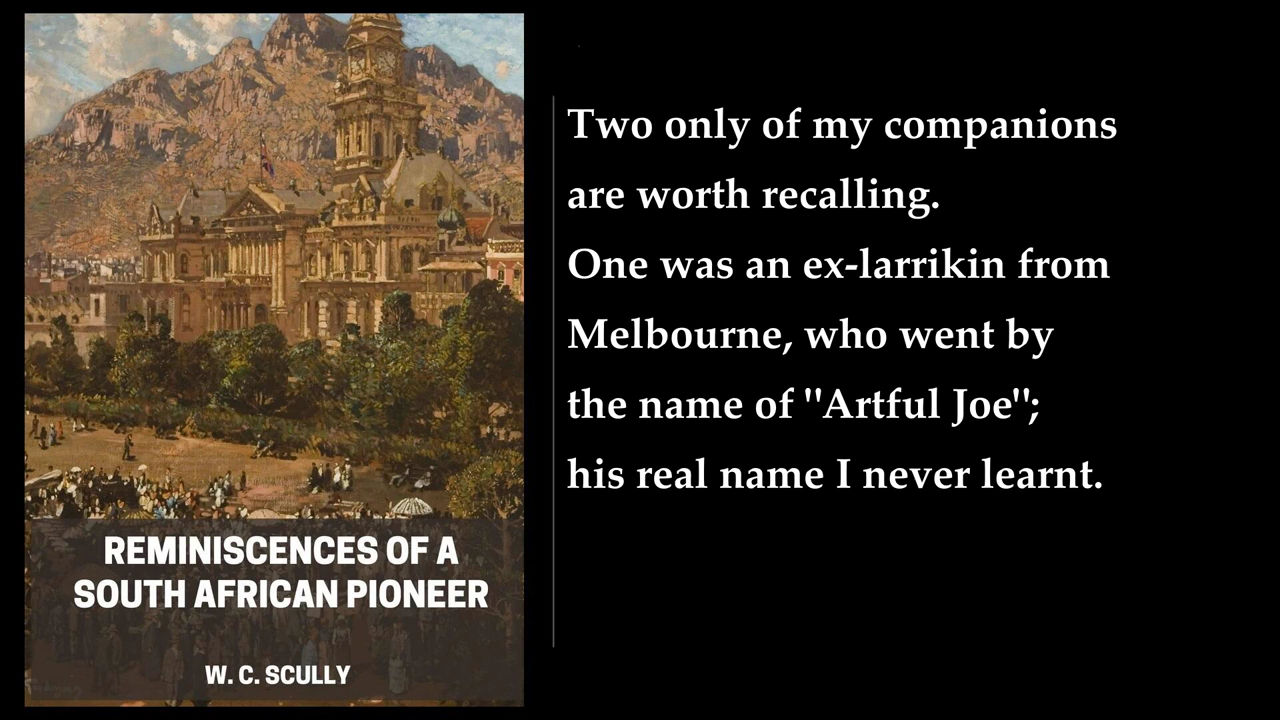 Two only of my companions
are worth recalling.
One was an ex-larrikin from
Melbourne, who went by
the name of "Artful Joe";
his real name I never learnt.
REMINISCENCES OF A
SOUTH AFRICAN PIONEER
W. C. SCULLY